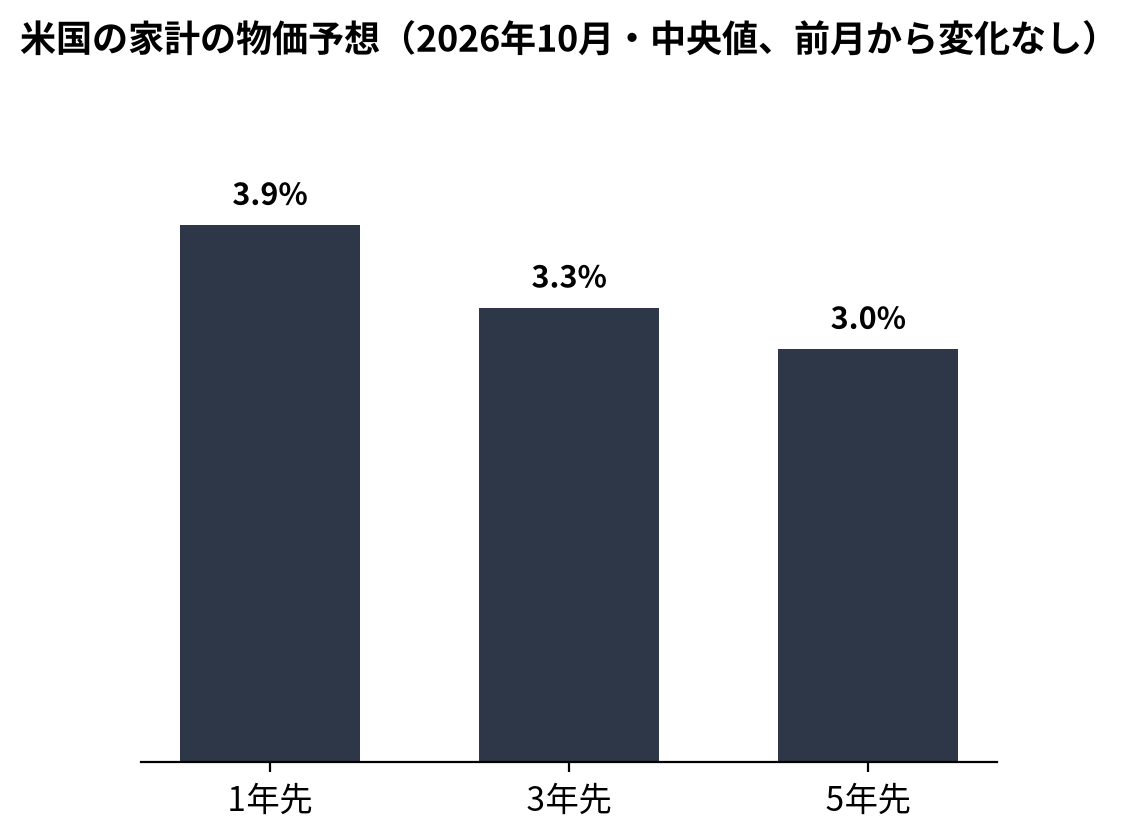 米国の家計の物価予想（2026年10月・中央値、前月から変化なし）
3.9%
3.3%
3.0%
1年先
3年先
5年先